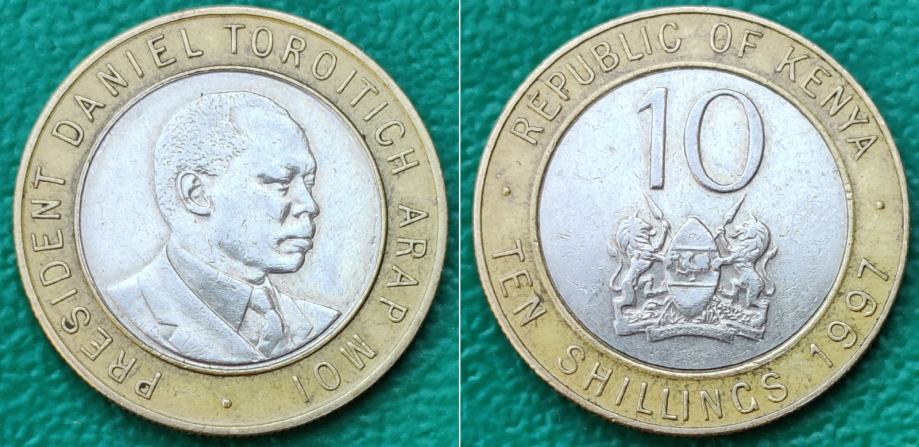 PRESIDENT DANIEL TOROITICH ARAP MOI
REPUBLIC OF KENYA
10
TEN SHILLINGS 1997